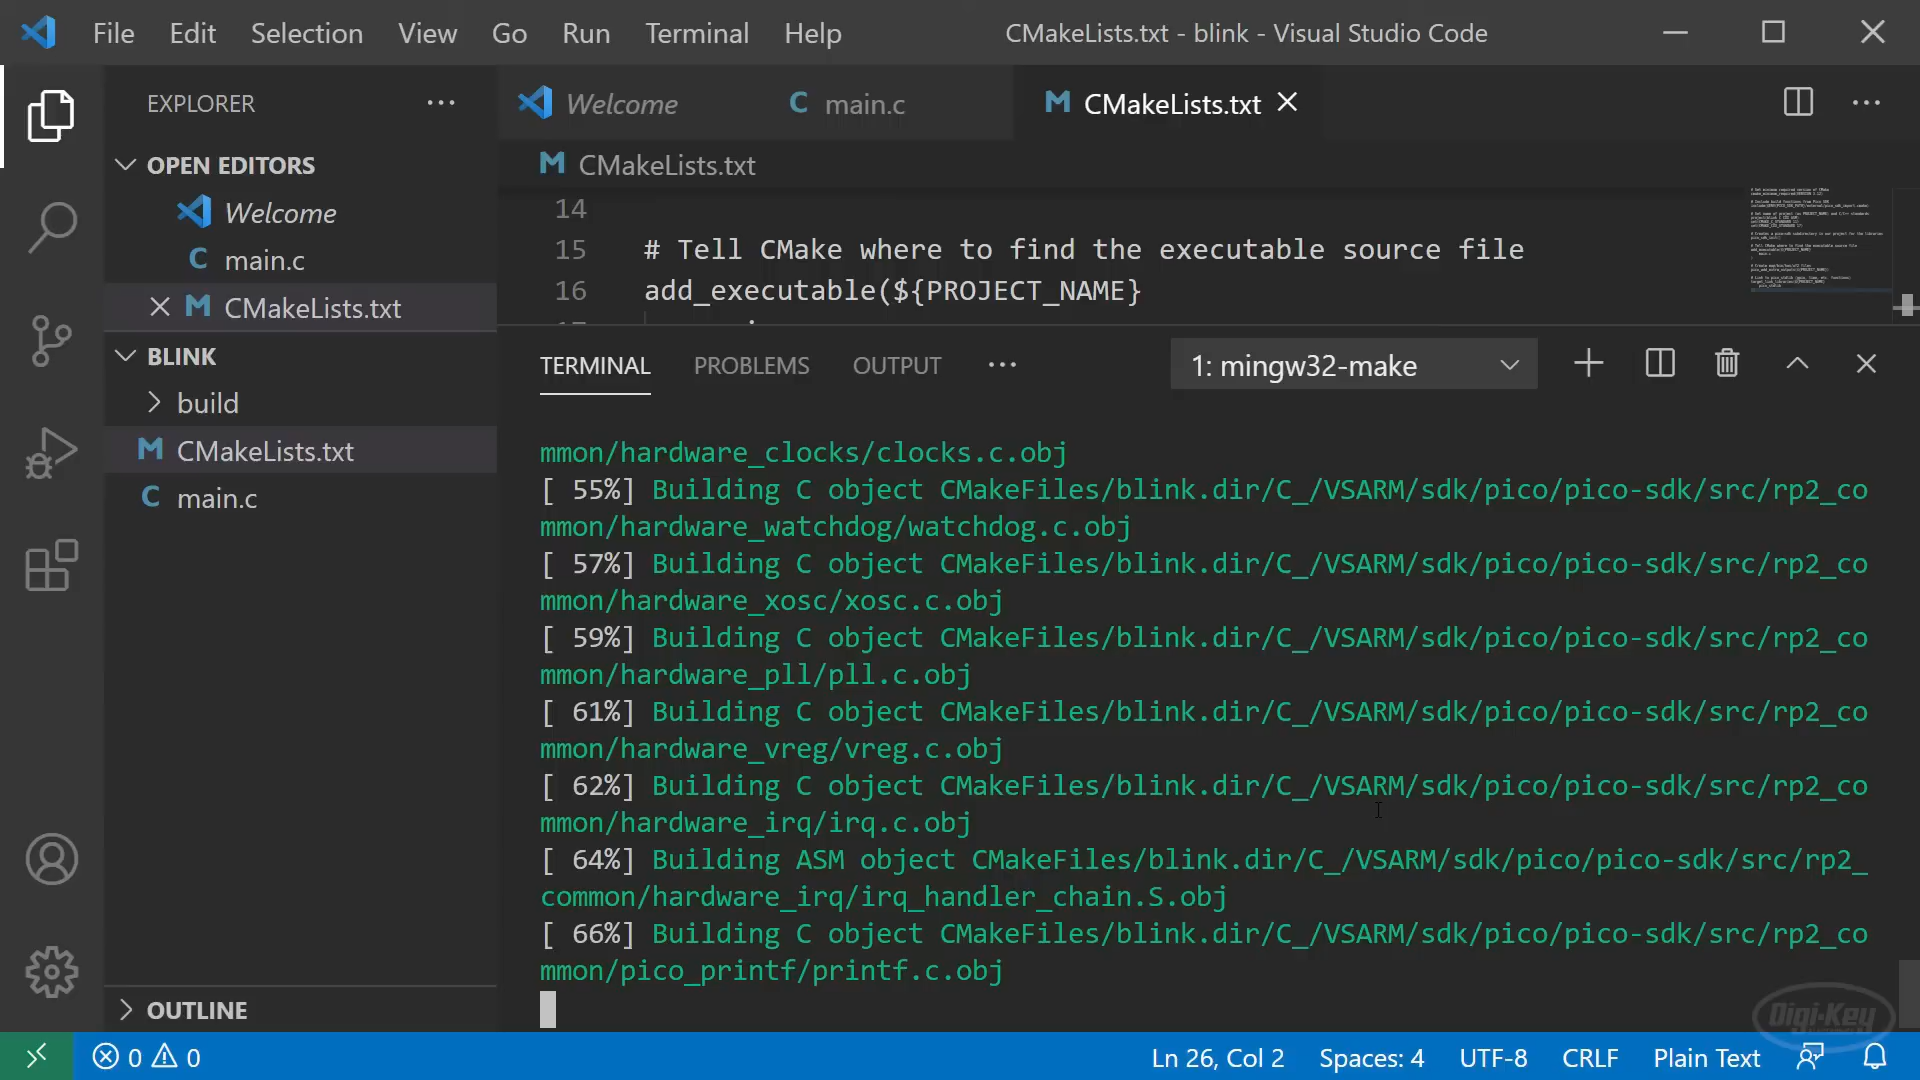 File Edit Selection View Go Run Terminal Help CMakeLists.txt - blink - Visual Studio Code
EXPLORER
OPEN EDITORS
Welcome
main.c
CMakeLists.txt
BLINK
build
CMakeLists.txt
main.c
OUTLINE
Welcome main.c CMakeLists.txt
CMakeLists.txt
14
15 # Tell CMake where to find the executable source file
16 add_executable(${PROJECT_NAME}
TERMINAL PROBLEMS OUTPUT 1: mingw32-make
mmon/hardware_clocks/clocks.c.obj
[ 55%] Building C object CMakeFiles/blink.dir/C_/VSARM/sdk/pico/pico-sdk/src/rp2_co
mmon/hardware_watchdog/watchdog.c.obj
[ 57%] Building C object CMakeFiles/blink.dir/C_/VSARM/sdk/pico/pico-sdk/src/rp2_co
mmon/hardware_xosc/xosc.c.obj
[ 59%] Building C object CMakeFiles/blink.dir/C_/VSARM/sdk/pico/pico-sdk/src/rp2_co
mmon/hardware_pll/pll.c.obj
[ 61%] Building C object CMakeFiles/blink.dir/C_/VSARM/sdk/pico/pico-sdk/src/rp2_co
mmon/hardware_vreg/vreg.c.obj
[ 62%] Building C object CMakeFiles/blink.dir/C_/VSARM/sdk/pico/pico-sdk/src/rp2_co
mmon/hardware_irq/irq.c.obj
[ 64%] Building ASM object CMakeFiles/blink.dir/C_/VSARM/sdk/pico/pico-sdk/src/rp2_
common/hardware_irq/irq_handler_chain.S.obj
[ 66%] Building C object CMakeFiles/blink.dir/C_/VSARM/sdk/pico/pico-sdk/src/rp2_co
mmon/pico_printf/printf.c.obj
Digi-Key
0 0 Ln 26, Col 2 Spaces: 4 UTF-8 CRLF Plain Text